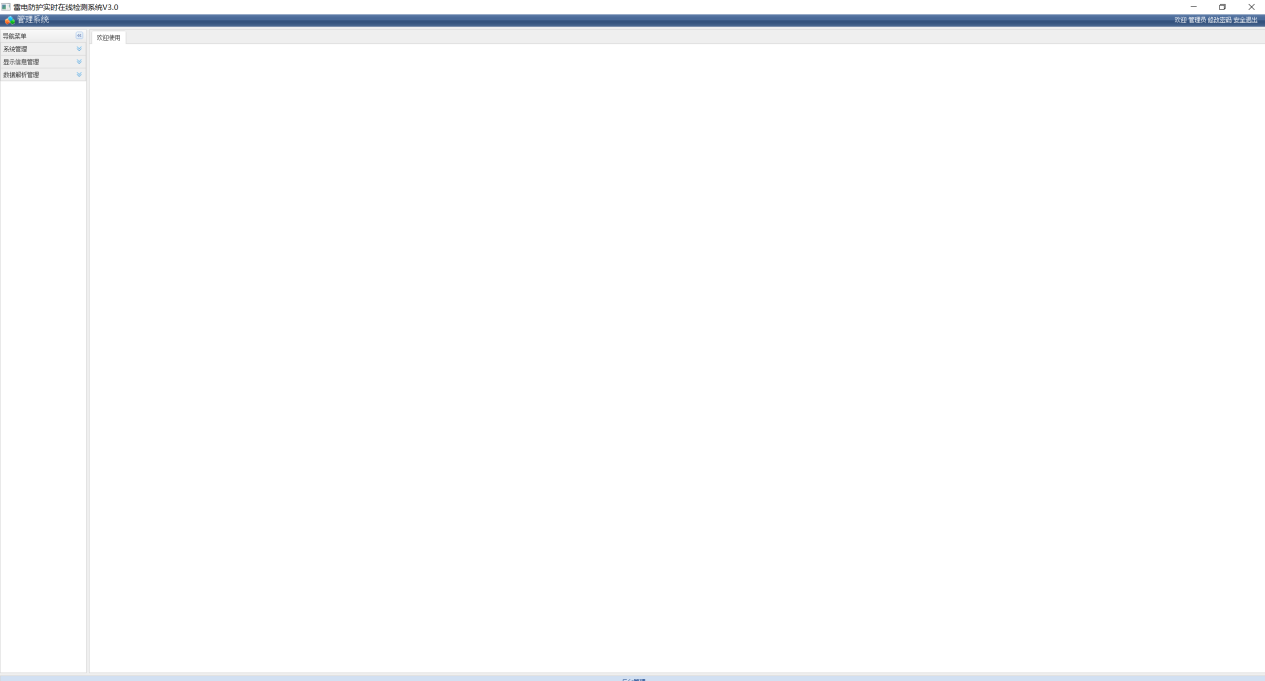 雷电防护实时在线检测系统V3.0
管理系统
欢迎 管理员 修改密码 安全退出
导航菜单
欢迎使用
系统管理
显示信息管理
数据解析管理